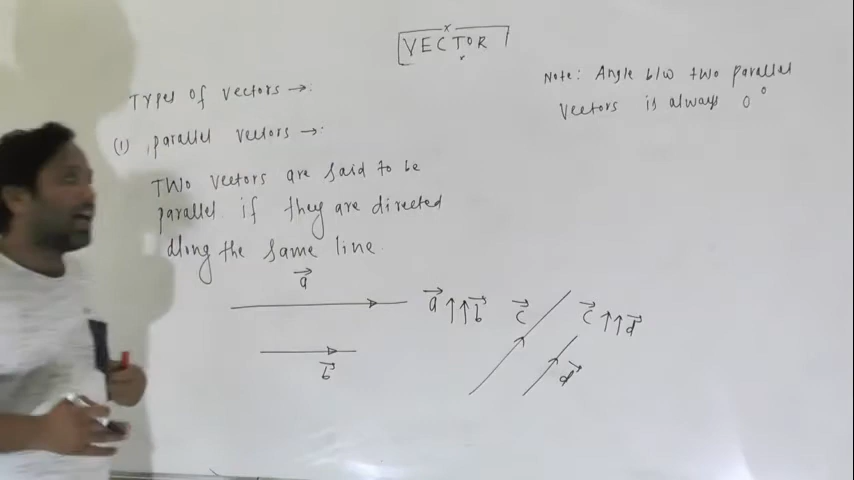 VECTOR
Types of vectors →:
(1) parallel vectors →:
Two vectors are said to be
parallel if they are directed
along the same line.
Note: Angle b/w two parallel
vectors is always 0°
a⃗
a⃗ ↑↑ b⃗
b⃗
c⃗
c⃗ ↑↑ d⃗
d⃗